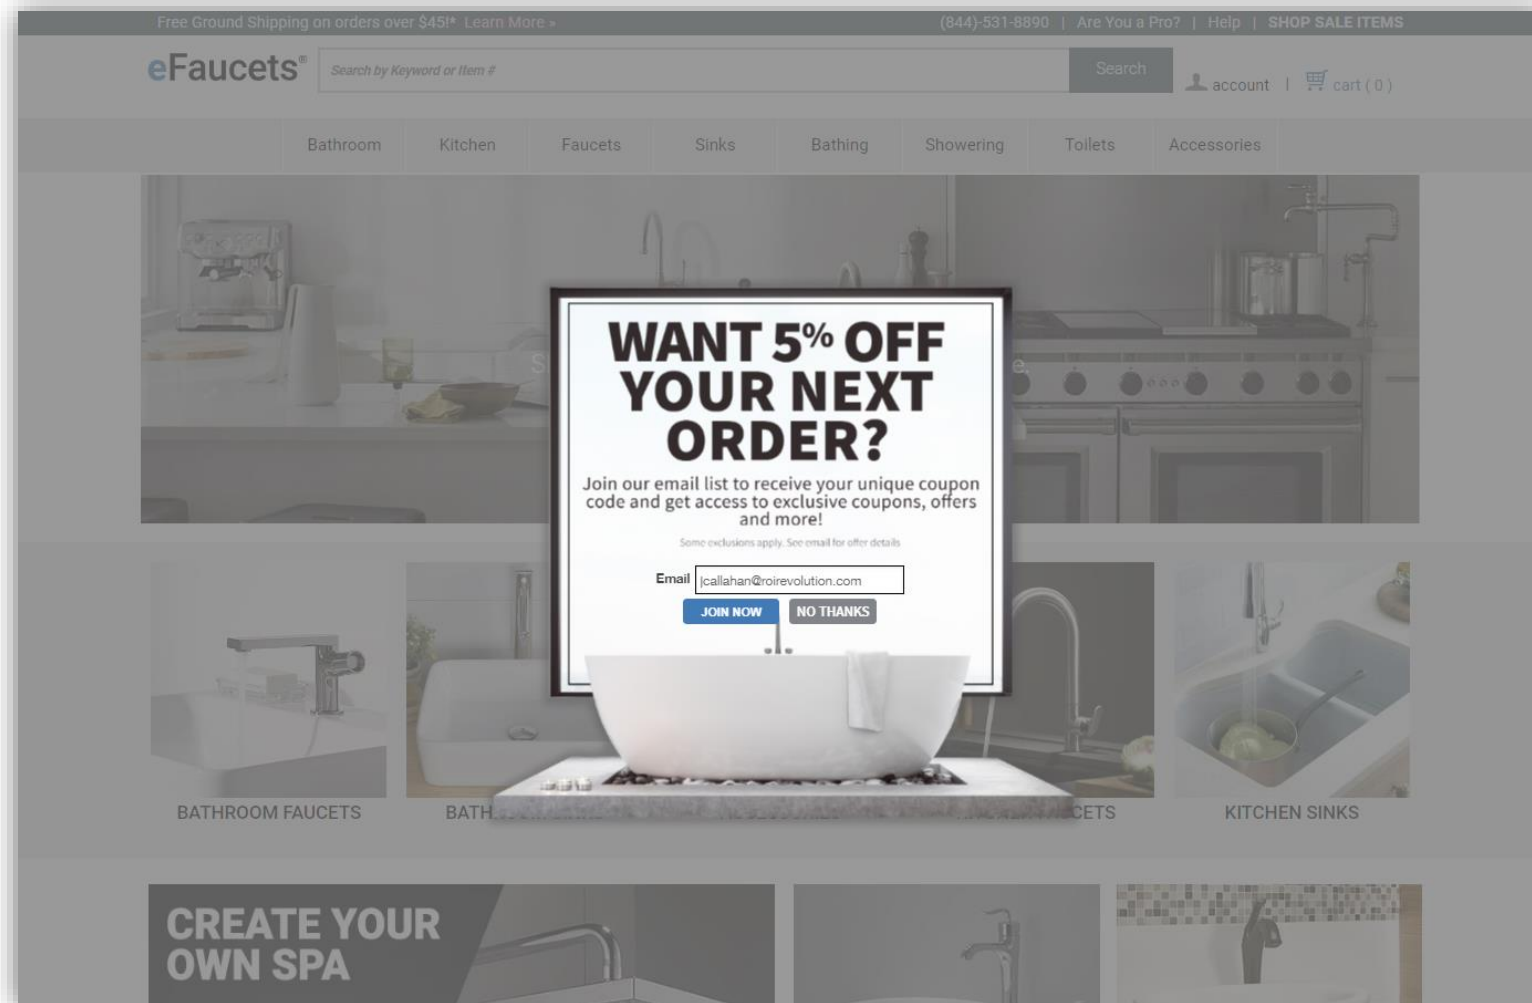 Free Ground Shipping on orders over $45!* Learn More »
(844)-531-8890 | Are You a Pro? | Help | SHOP SALE ITEMS
eFaucets®
Search by Keyword or Item #
Search
account | cart ( 0 )
Bathroom Kitchen Faucets Sinks Bathing Showering Toilets Accessories
WANT 5% OFF
YOUR NEXT
ORDER?
Join our email list to receive your unique coupon
code and get access to exclusive coupons, offers
and more!
Some exclusions apply. See email for offer details
Email
jcallahan@roirevolution.com
JOIN NOW
NO THANKS
BATHROOM FAUCETS
KITCHEN SINKS
CREATE YOUR
OWN SPA